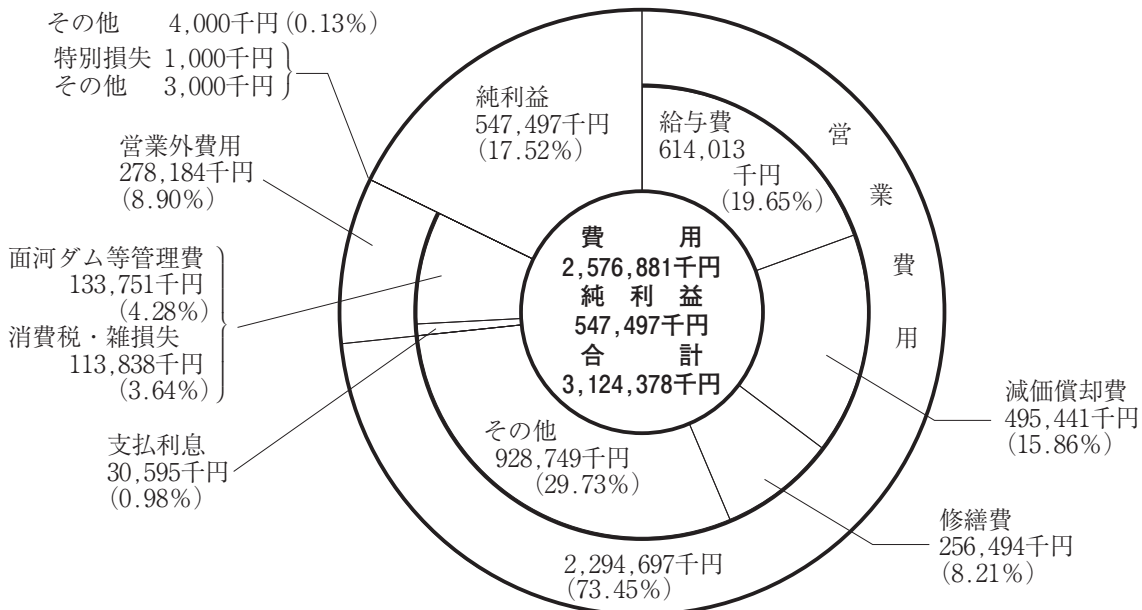 その他 4,000千円(0.13%)
特別損失 1,000千円
その他 3,000千円
純利益
547,497千円
(17.52%)
給与費
614,013
千円
(19.65%)
営業費用
営業外費用
278,184千円
(8.90%)
費用
2,576,881千円
純利益
547,497千円
合計
3,124,378千円
面河ダム等管理費
133,751千円
(4.28%)
消費税・雑損失
113,838千円
(3.64%)
減価償却費
495,441千円
(15.86%)
支払利息
30,595千円
(0.98%)
その他
928,749千円
(29.73%)
修繕費
256,494千円
(8.21%)
2,294,697千円
(73.45%)